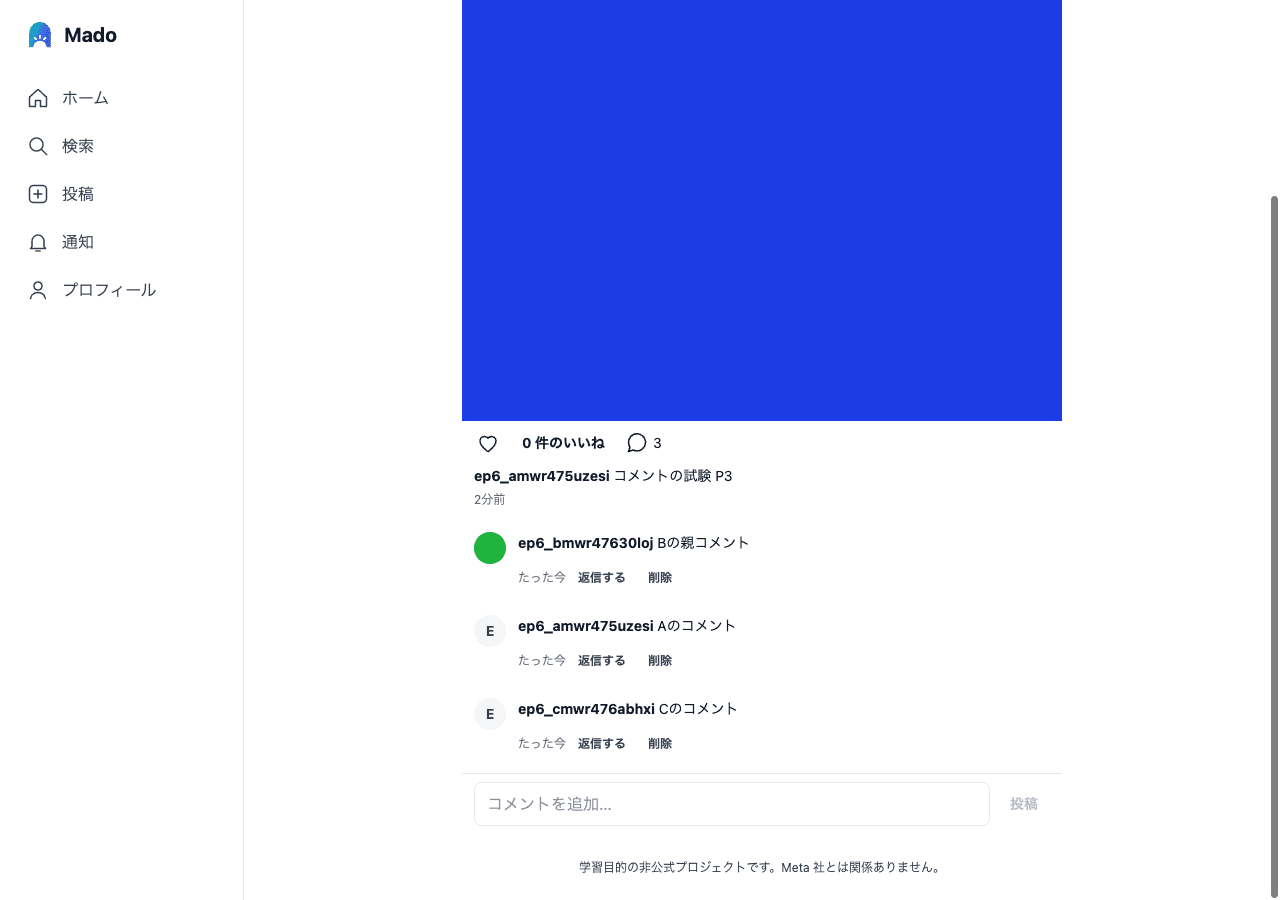 Mado
ホーム
検索
投稿
通知
プロフィール
0 件のいいね 3
ep6_amwr475uzesi コメントの試験 P3
2分前
ep6_bmwr47630loj Bの親コメント
たった今 返信する 削除
E
ep6_amwr475uzesi Aのコメント
たった今 返信する 削除
E
ep6_cmwr476abhxi Cのコメント
たった今 返信する 削除
コメントを追加... 投稿
学習目的の非公式プロジェクトです。Meta 社とは関係ありません。